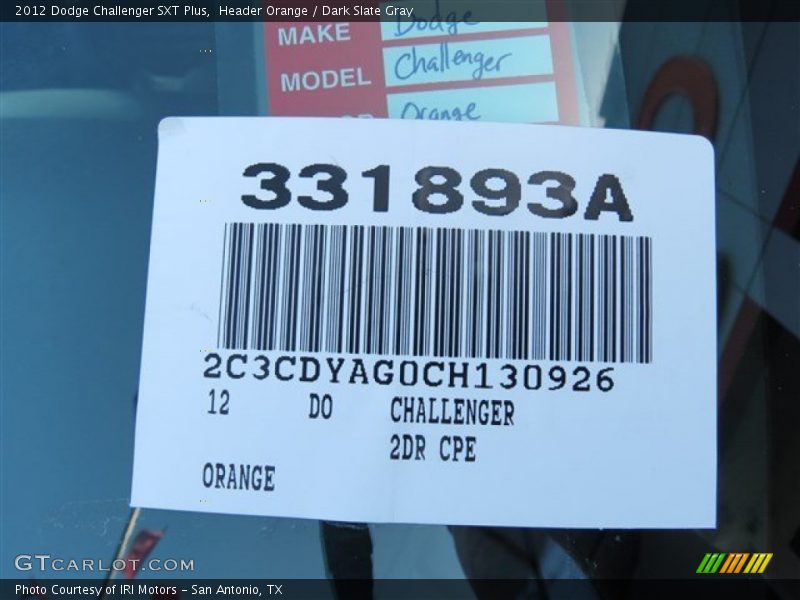 2012 Dodge Challenger SXT Plus,  Header Orange / Dark Slate Gray
MAKE Dodge
MODEL Challenger
Orange
331893A
2C3CDYAG0CH130926
12 DO CHALLENGER
2DR CPE
ORANGE
GTCARLOT.COM
Photo Courtesy of IRI Motors - San Antonio, TX